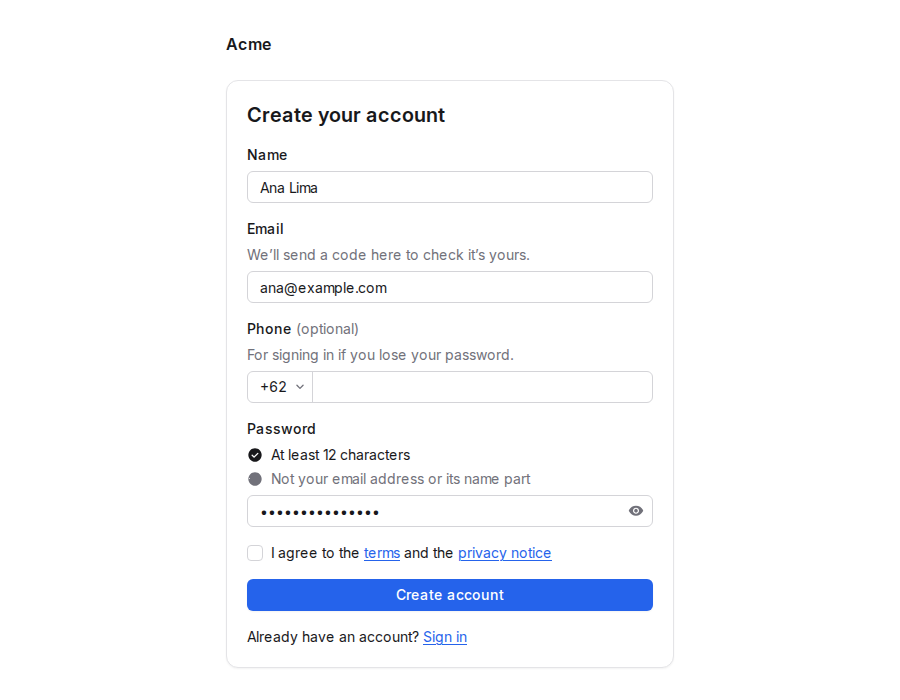 Acme
Create your account
Name
Ana Lima
Email
We’ll send a code here to check it’s yours.
ana@example.com
Phone (optional)
For signing in if you lose your password.
+62
Password
At least 12 characters
Not your email address or its name part
•••••••••••••••
I agree to the terms and the privacy notice
Create account
Already have an account? Sign in